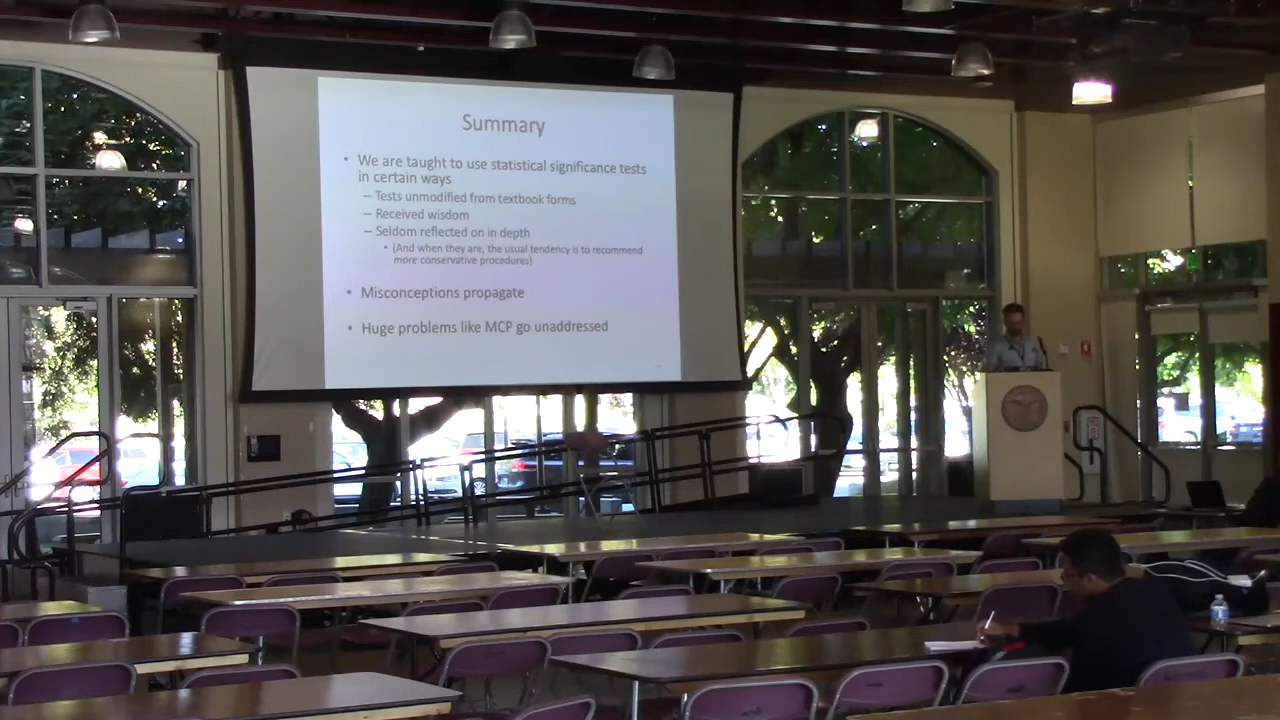 Summary
• We are taught to use statistical significance tests
in certain ways
– Tests unmodified from textbook forms
– Received wisdom
– Seldom reflected on in depth
• (And when they are, the usual tendency is to recommend
more conservative procedures)
• Misconceptions propagate
• Huge problems like MCP go unaddressed